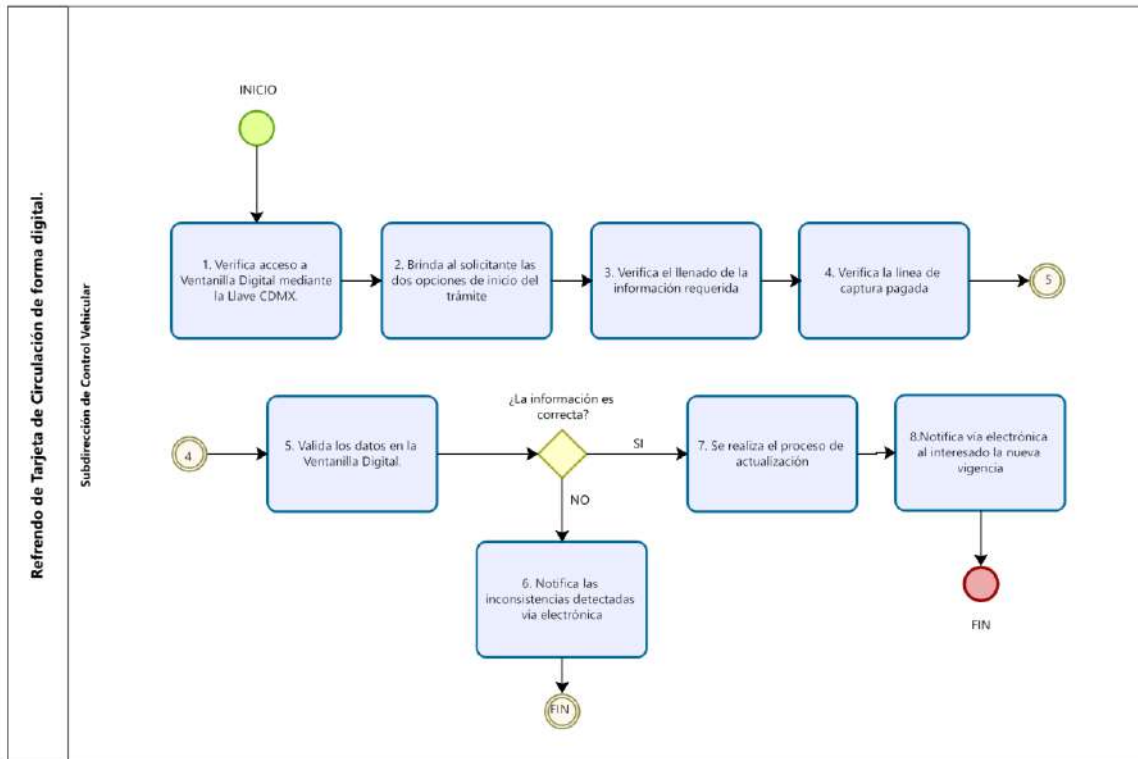 Refrendo de Tarjeta de Circulación de forma digital.
Subdirección de Control Vehicular
INICIO
1. Verifica acceso a
Ventanilla Digital mediante
la Llave CDMX.
2. Brinda al solicitante las
dos opciones de inicio del
trámite
3. Verifica el llenado de la
información requerida
4. Verifica la línea de
captura pagada
5
4
5. Valida los datos en la
Ventanilla Digital.
¿La información es
correcta?
SI
NO
7. Se realiza el proceso de
actualización
8.Notifica vía electrónica
al interesado la nueva
vigencia
6. Notifica las
inconsistencias detectadas
vía electrónica
FIN
FIN